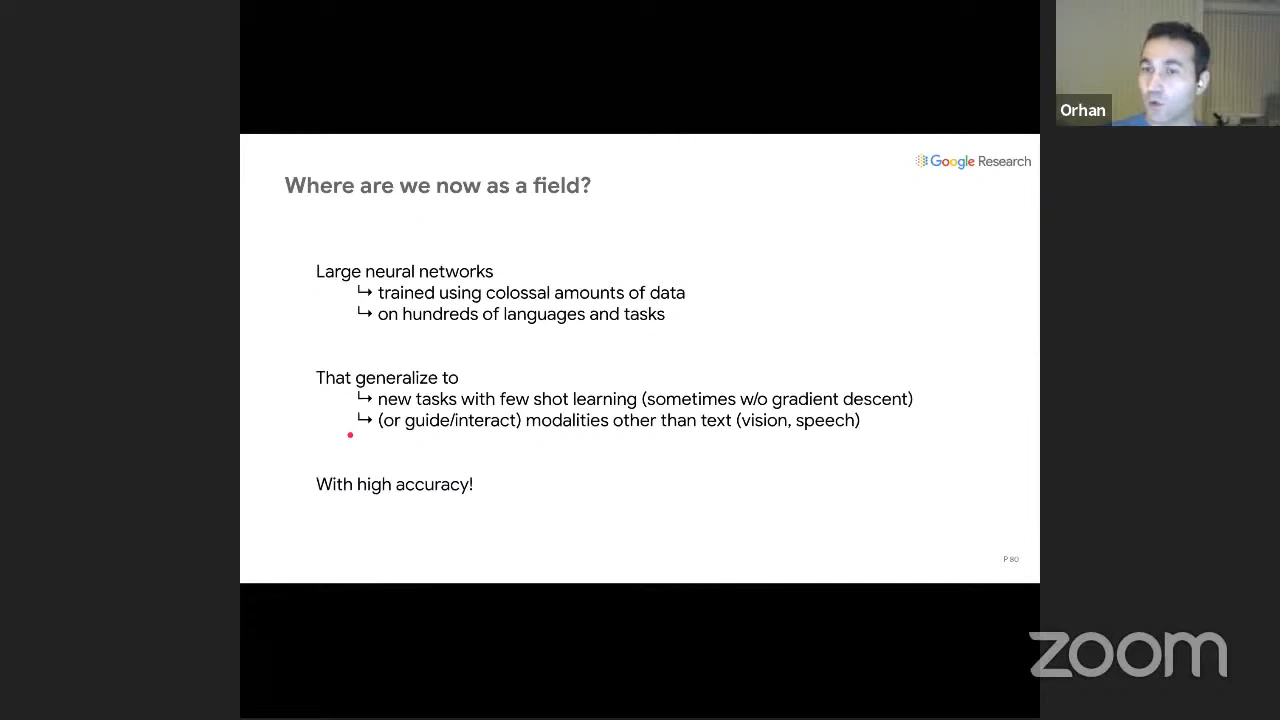 Orhan
Google Research
Where are we now as a field?
Large neural networks
↳ trained using colossal amounts of data
↳ on hundreds of languages and tasks
That generalize to
↳ new tasks with few shot learning (sometimes w/o gradient descent)
↳ (or guide/interact) modalities other than text (vision, speech)
With high accuracy!
P 80
zoom